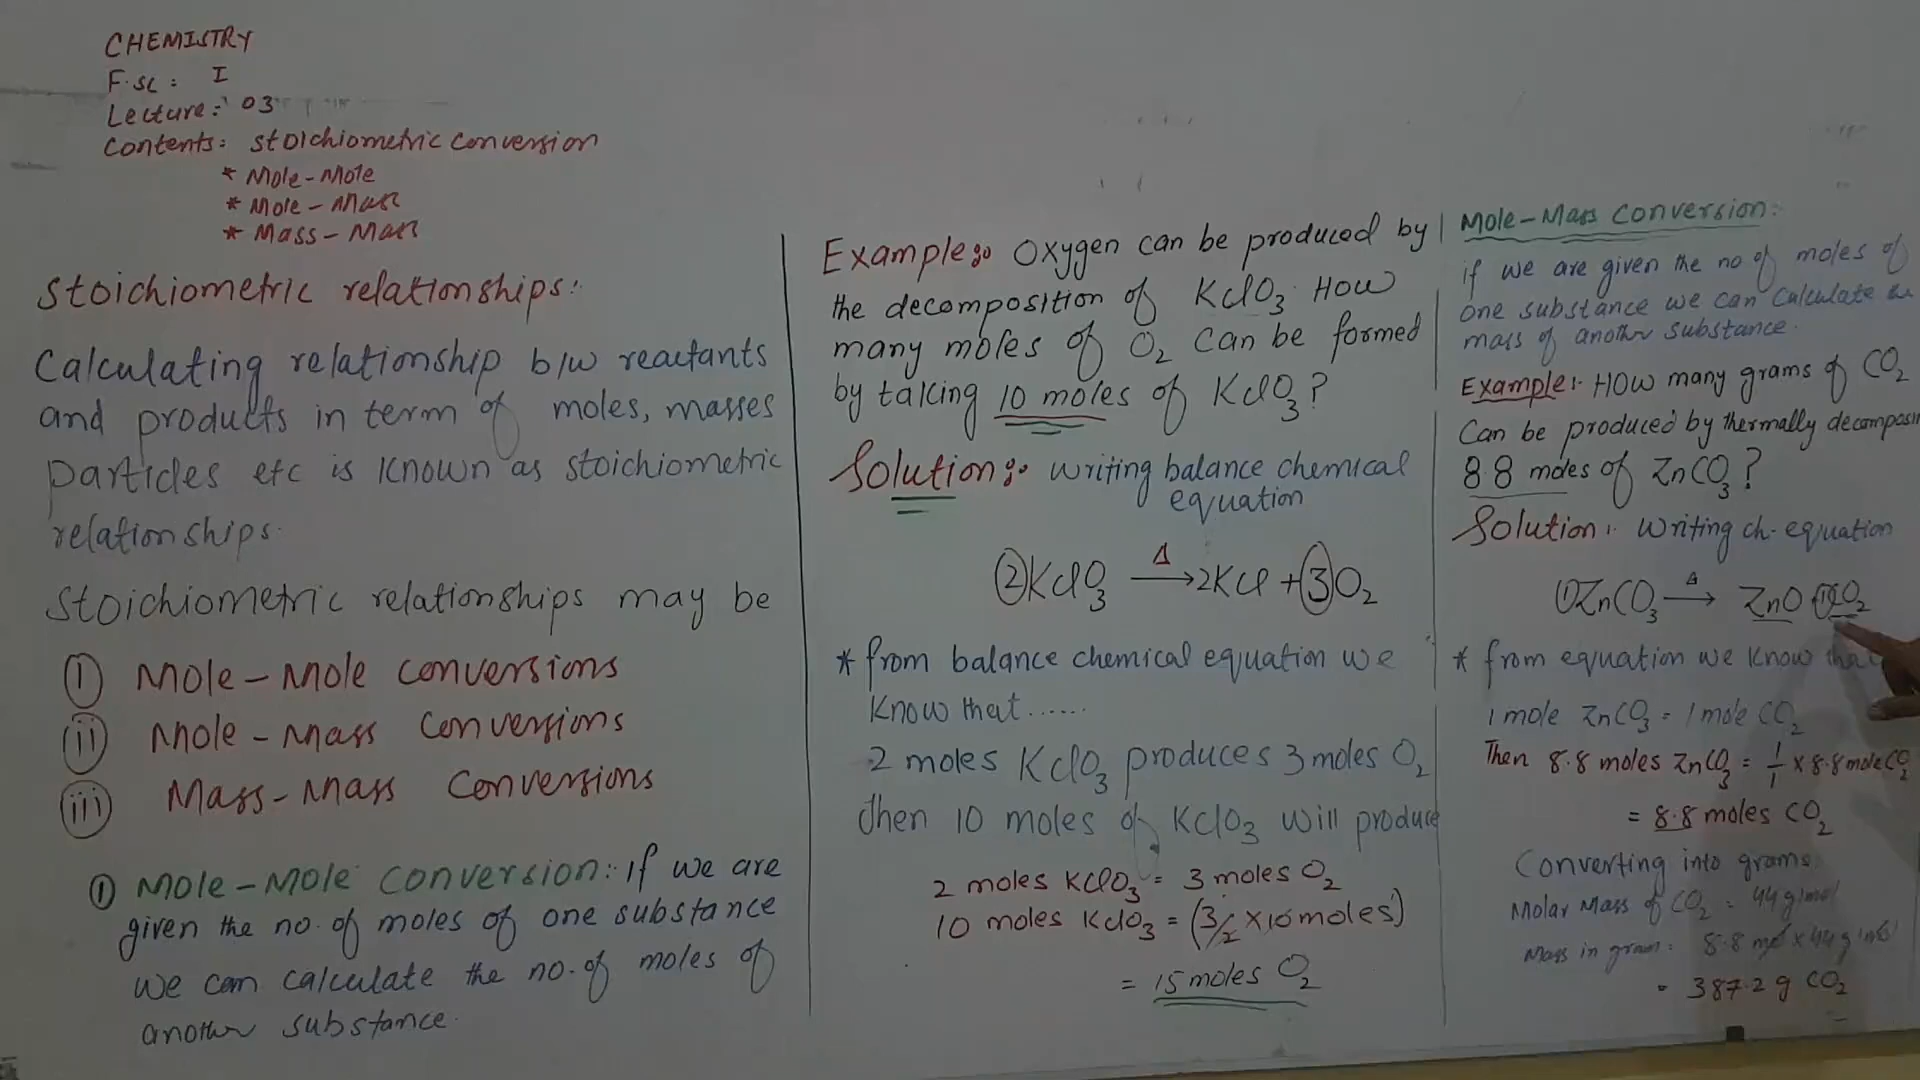 CHEMISTRY
F.SC: I
Lecture: 03
Contents: Stoichiometric conversion
* Mole-Mole
* Mole-Mass
* Mass-Mass
Stoichiometric relationships:
Calculating relationship b/w reactants
and products in term of moles, masses
particles etc is known as stoichiometric
relationships.
Stoichiometric relationships may be
i Mole-Mole conversions
ii Mole-Mass conversions
iii Mass-Mass Conversions
① Mole-Mole conversion: If we are
given the no. of moles of one substance
we can calculate the no. of moles of
another substance.
Example: Oxygen can be produced by
the decomposition of KClO₃. How
many moles of O₂ can be formed
by taking 10 moles of KClO₃?
Solution: writing balance chemical
equation
2KClO₃ Δ→ 2KCl + 3O₂
* from balance chemical equation we
know that......
2 moles KClO₃ produces 3 moles O₂
then 10 moles of KClO₃ will produce
2 moles KClO₃ = 3 moles O₂
10 moles KClO₃ = (3/2 × 10 moles)
= 15 moles O₂
Mole-Mass conversion:
if we are given the no of moles of
one substance we can calculate
mass of another substance.
Example: How many grams of CO₂
Can be produced by thermally decomposin
8.8 moles of ZnCO₃?
Solution: Writing ch. equation
①ZnCO₃ Δ→ ZnO + ①CO₂
* from equation we know tha
1 mole ZnCO₃ = 1 mole CO₂
Then 8.8 moles ZnCO₃ = 1/1 × 8.8 mole CO₂
= 8.8 moles CO₂
Converting into grams
Molar Mass of CO₂ = 44 g/mol
Mass in gram = 8.8 mol × 44 g/mol
= 387.2 g CO₂